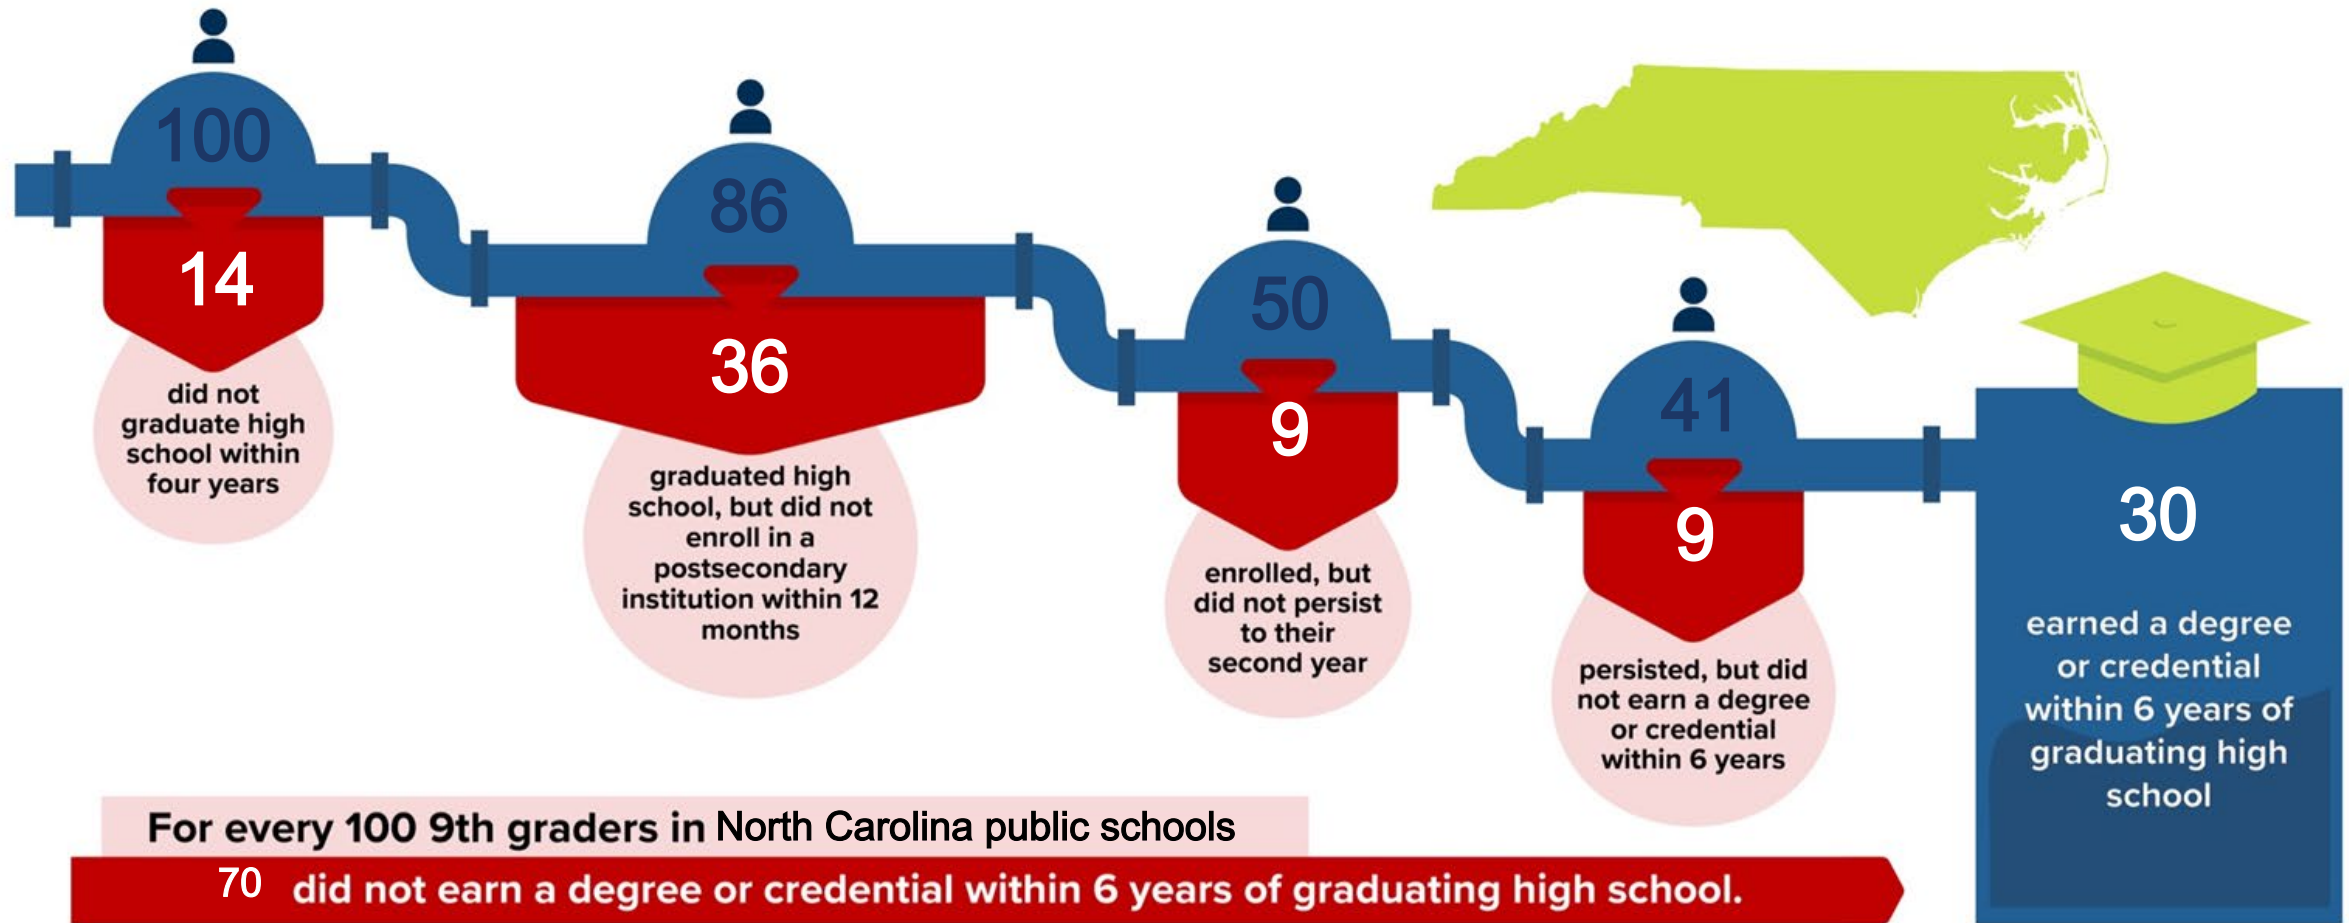 100
14
did not
graduate high
school within
four years
86
36
graduated high
school, but did not
enroll in a
postsecondary
institution within 12
months
50
9
enrolled, but
did not persist
to their
second year
41
9
persisted, but did
not earn a degree
or credential
within 6 years
30
earned a degree
or credential
within 6 years of
graduating high
school
For every 100 9th graders in North Carolina public schools
70 did not earn a degree or credential within 6 years of graduating high school.